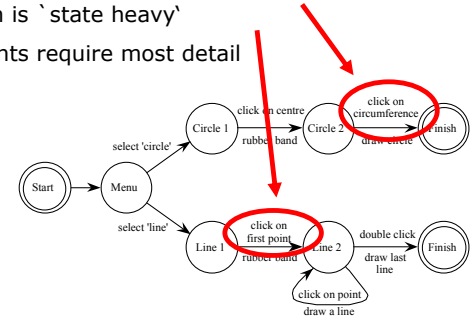 n is `state heavy‛
nts require most detail
click on centre
click on
circumference
Circle 1
Circle 2
Finish
select 'circle'
rubber band
draw circle
Start
Menu
select 'line'
click on
first point
double click
Line 1
Line 2
Finish
rubber band
draw last
line
click on point
draw a line